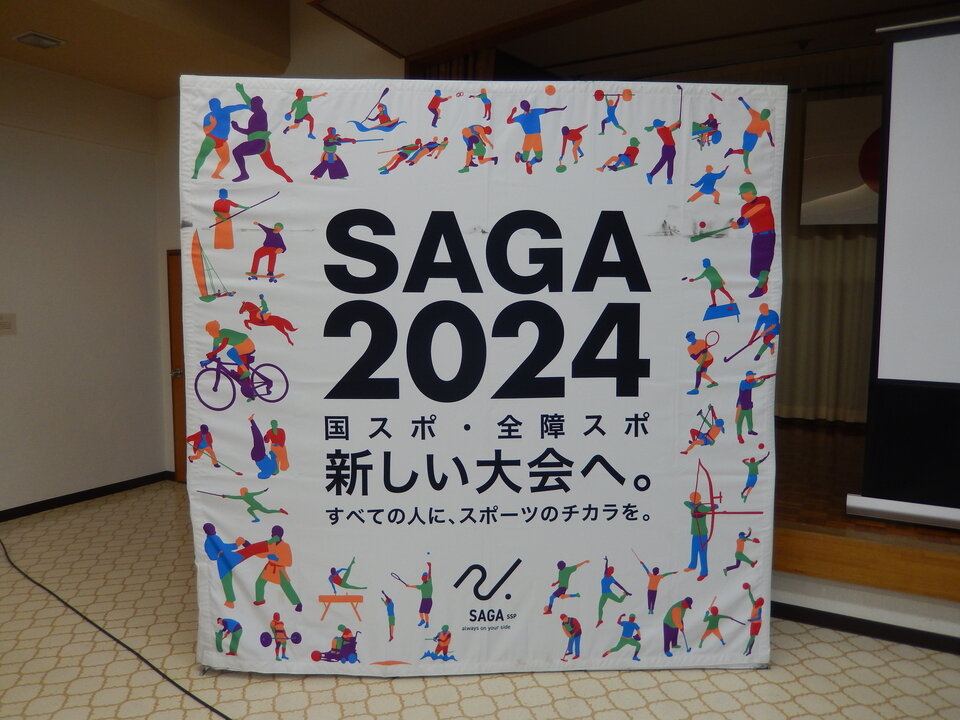 SAGA
2024
国スポ・全障スポ
新しい大会へ。
すべての人に、スポーツのチカラを。
SAGA SSP
always on your side